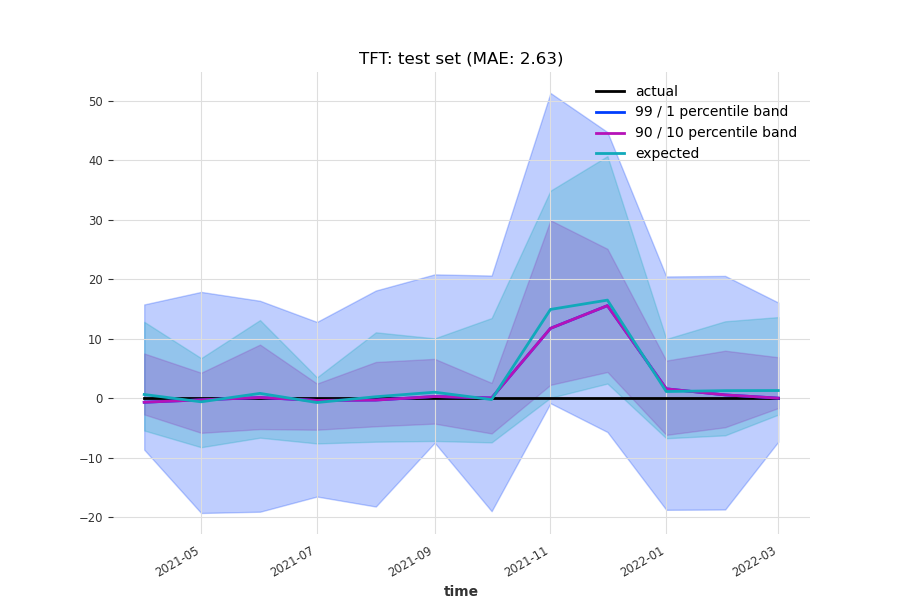 TFT: test set (MAE: 2.63)
actual
99 / 1 percentile band
90 / 10 percentile band
expected
50
40
30
20
10
0
−10
−20
2021-05
2021-07
2021-09
2021-11
2022-01
2022-03
time